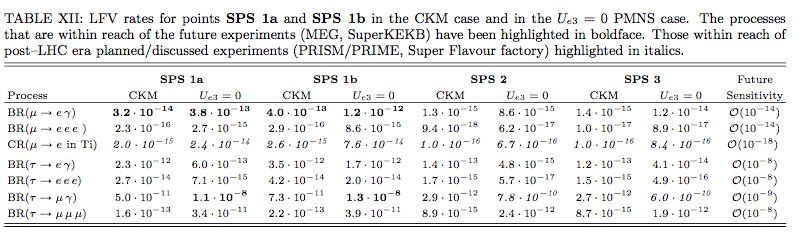 TABLE XII: LFV rates for points SPS 1a and SPS 1b in the CKM case and in the U_{e3} = 0 PMNS case. The processes
that are within reach of the future experiments (MEG, SuperKEKB) have been highlighted in boldface. Those within reach of
post–LHC era planned/discussed experiments (PRISM/PRIME, Super Flavour factory) highlighted in italics.
SPS 1a SPS 1b SPS 2 SPS 3 Future
Process CKM U_{e3} = 0 CKM U_{e3} = 0 CKM U_{e3} = 0 CKM U_{e3} = 0 Sensitivity
BR(μ → e γ) 3.2 · 10^{−14} 3.8 · 10^{−13} 4.0 · 10^{−13} 1.2 · 10^{−12} 1.3 · 10^{−15} 8.6 · 10^{−15} 1.4 · 10^{−15} 1.2 · 10^{−14} O(10^{−14})
BR(μ → e e e ) 2.3 · 10^{−16} 2.7 · 10^{−15} 2.9 · 10^{−16} 8.6 · 10^{−15} 9.4 · 10^{−18} 6.2 · 10^{−17} 1.0 · 10^{−17} 8.9 · 10^{−17} O(10^{−14})
CR(μ → e in Ti) 2.0 · 10^{−15} 2.4 · 10^{−14} 2.6 · 10^{−15} 7.6 · 10^{−14} 1.0 · 10^{−16} 6.7 · 10^{−16} 1.0 · 10^{−16} 8.4 · 10^{−16} O(10^{−18})
BR(τ → e γ) 2.3 · 10^{−12} 6.0 · 10^{−13} 3.5 · 10^{−12} 1.7 · 10^{−12} 1.4 · 10^{−13} 4.8 · 10^{−15} 1.2 · 10^{−13} 4.1 · 10^{−14} O(10^{−8})
BR(τ → e e e) 2.7 · 10^{−14} 7.1 · 10^{−15} 4.2 · 10^{−14} 2.0 · 10^{−14} 1.7 · 10^{−15} 5.7 · 10^{−17} 1.5 · 10^{−15} 4.9 · 10^{−16} O(10^{−8})
BR(τ → μ γ) 5.0 · 10^{−11} 1.1 · 10^{−8} 7.3 · 10^{−11} 1.3 · 10^{−8} 2.9 · 10^{−12} 7.8 · 10^{−10} 2.7 · 10^{−12} 6.0 · 10^{−10} O(10^{−9})
BR(τ → μ μ μ) 1.6 · 10^{−13} 3.4 · 10^{−11} 2.2 · 10^{−13} 3.9 · 10^{−11} 8.9 · 10^{−15} 2.4 · 10^{−12} 8.7 · 10^{−15} 1.9 · 10^{−12} O(10^{−8})